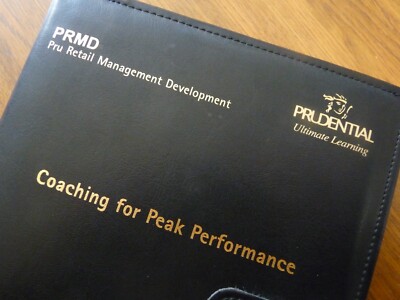 PRMD
Pru Retail Management Development
PRUDENTIAL
Ultimate Learning
Coaching for Peak Performance